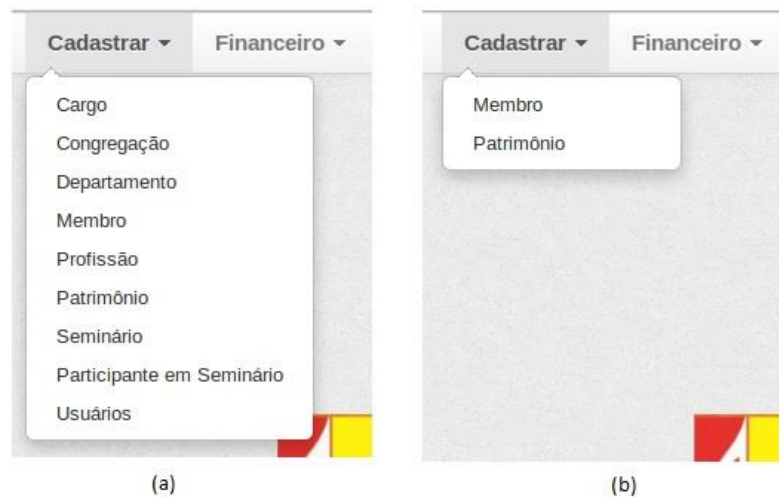 Cadastrar Financeiro
Cargo
Congregação
Departamento
Membro
Profissão
Patrimônio
Seminário
Participante em Seminário
Usuários
(a)
Cadastrar Financeiro
Membro
Patrimônio
(b)